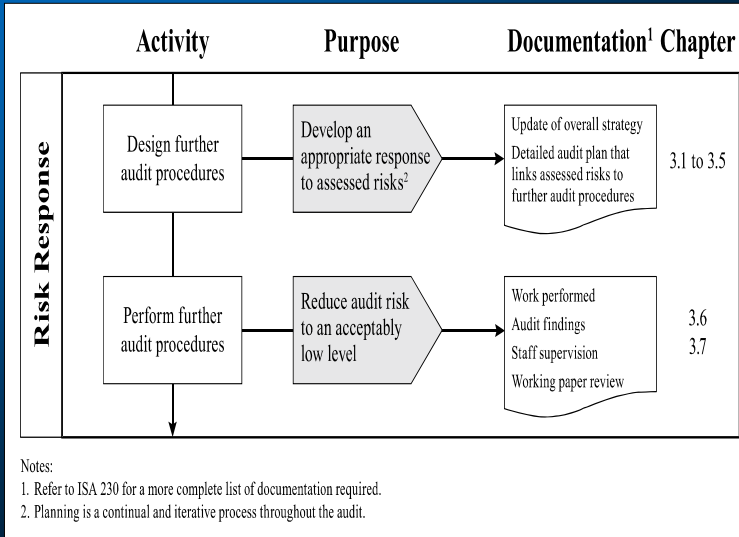 Activity Purpose Documentation¹ Chapter
Risk Response
Design further
audit procedures
Develop an
appropriate response
to assessed risks²
Update of overall strategy
Detailed audit plan that
links assessed risks to
further audit procedures
3.1 to 3.5
Perform further
audit procedures
Reduce audit risk
to an acceptably
low level
Work performed
Audit findings
Staff supervision
Working paper review
3.6
3.7
Notes:
1. Refer to ISA 230 for a more complete list of documentation required.
2. Planning is a continual and iterative process throughout the audit.